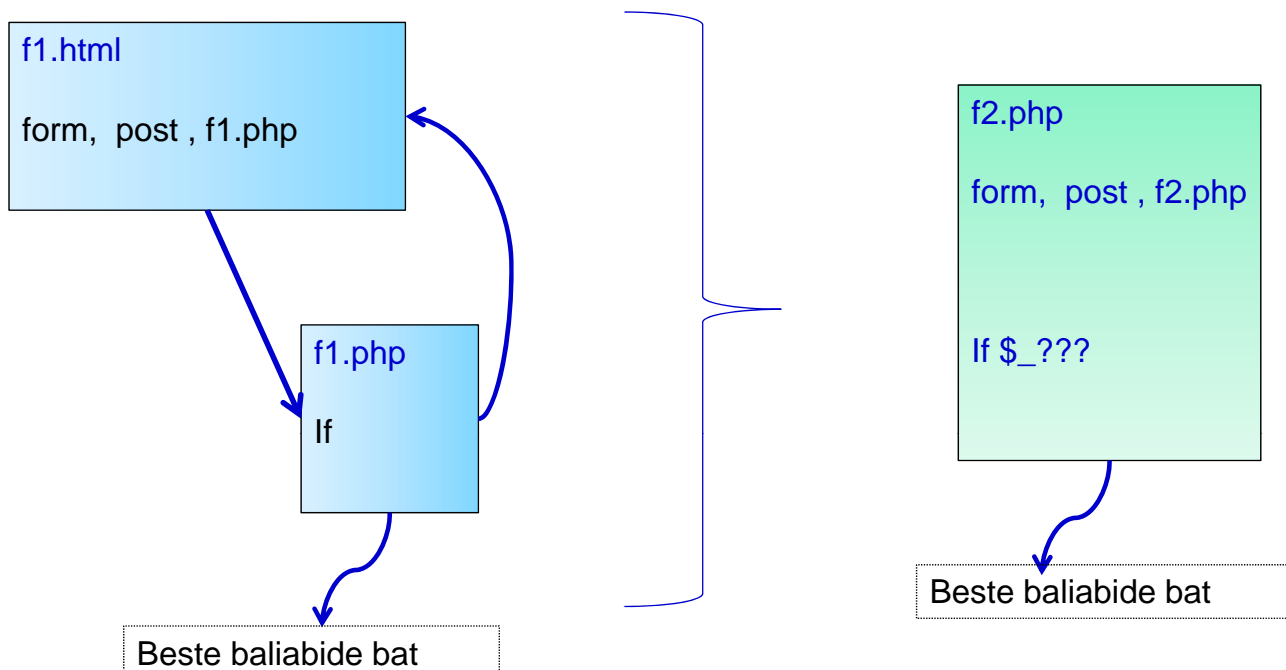 f1.html
form,  post , f1.php
f1.php
If
Beste baliabide bat
f2.php
form,  post , f2.php
If $_???
Beste baliabide bat